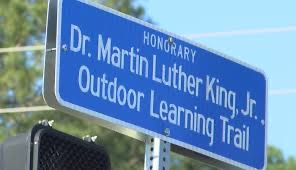 HONORARY
Dr. Martin Luther King, Jr.
Outdoor Learning Trail